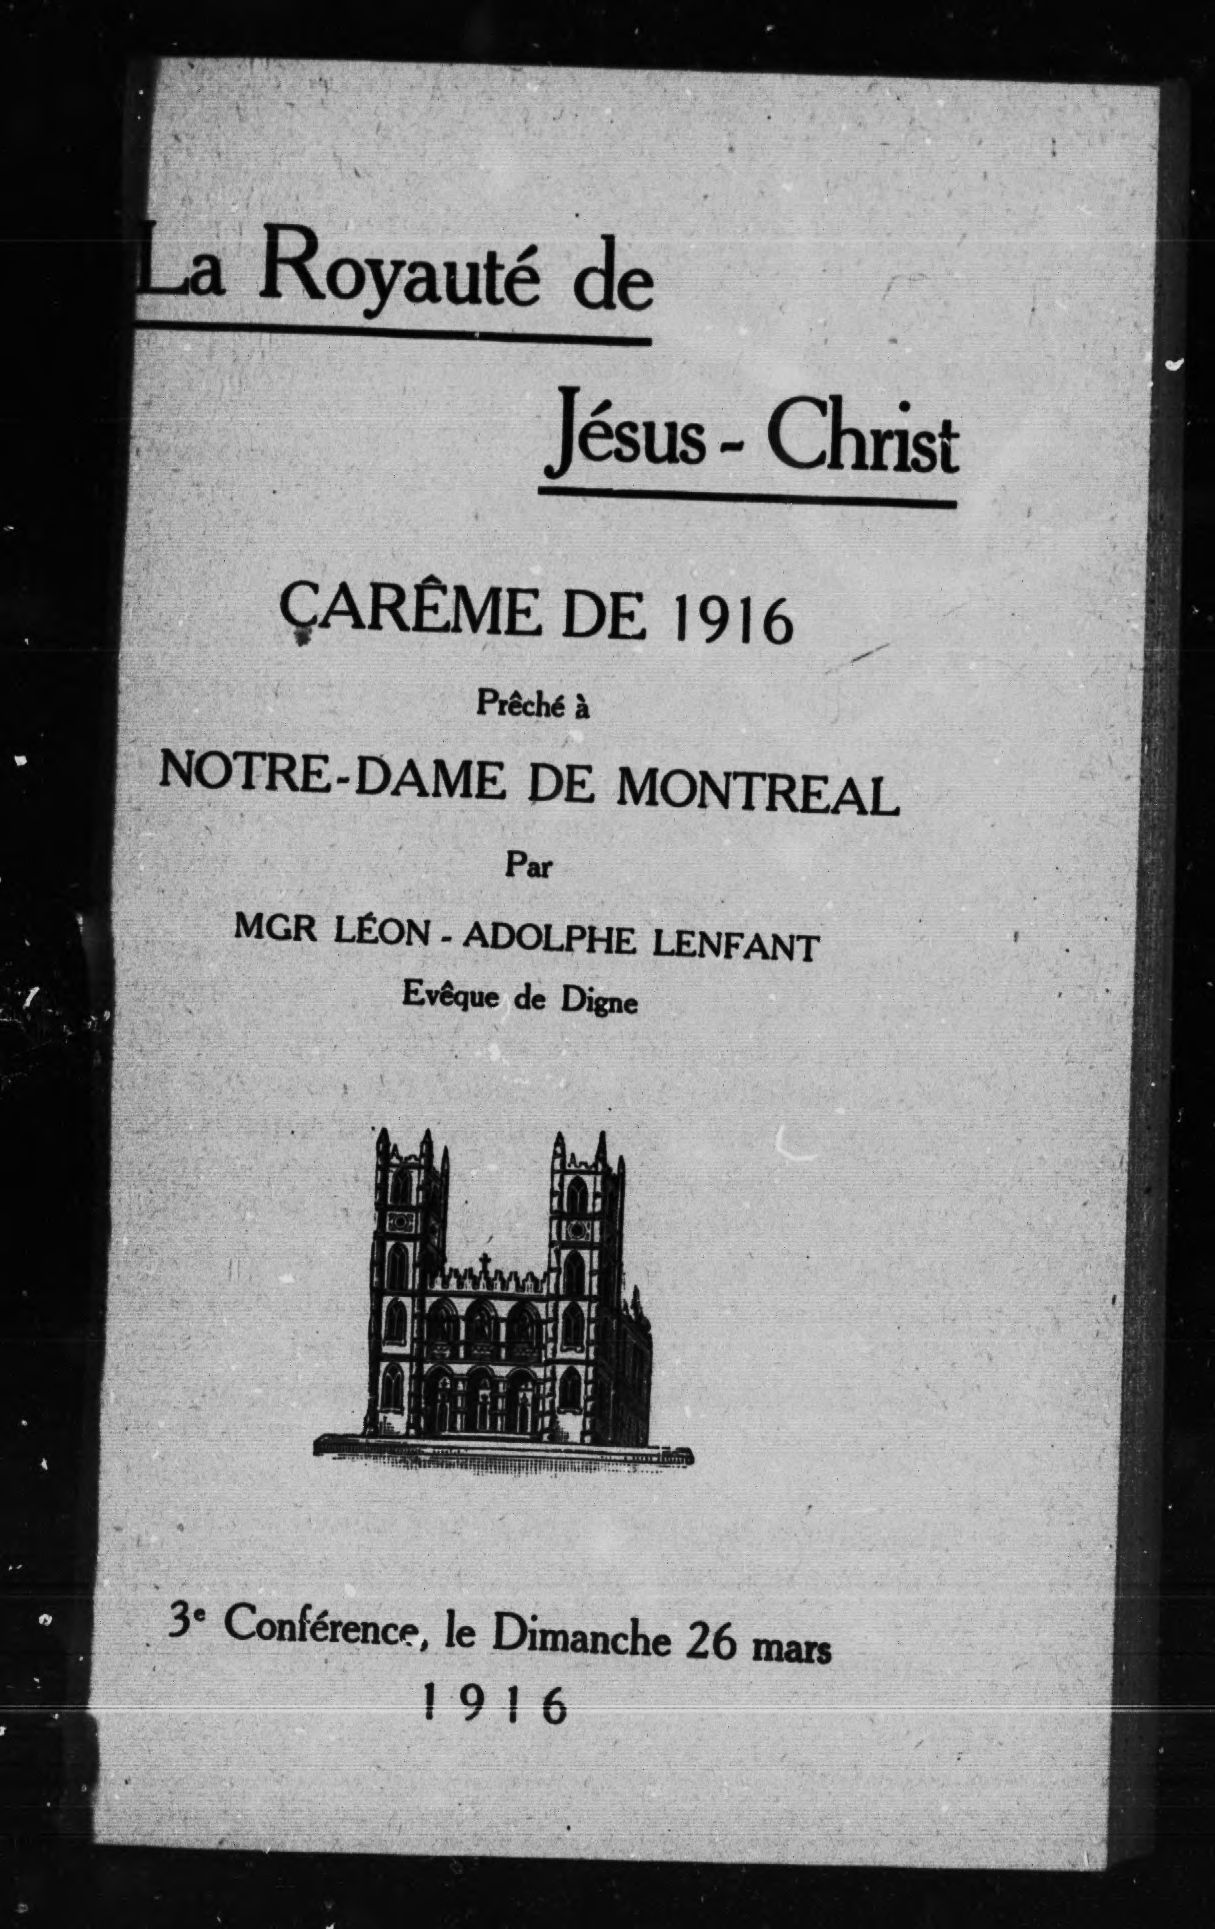 La Royauté de
Jésus - Christ
CARÊME DE 1916
Prêché à
NOTRE-DAME DE MONTREAL
Par
MGR LÉON - ADOLPHE LENFANT
Evêque de Digne
3e Conférence, le Dimanche 26 mars
1916